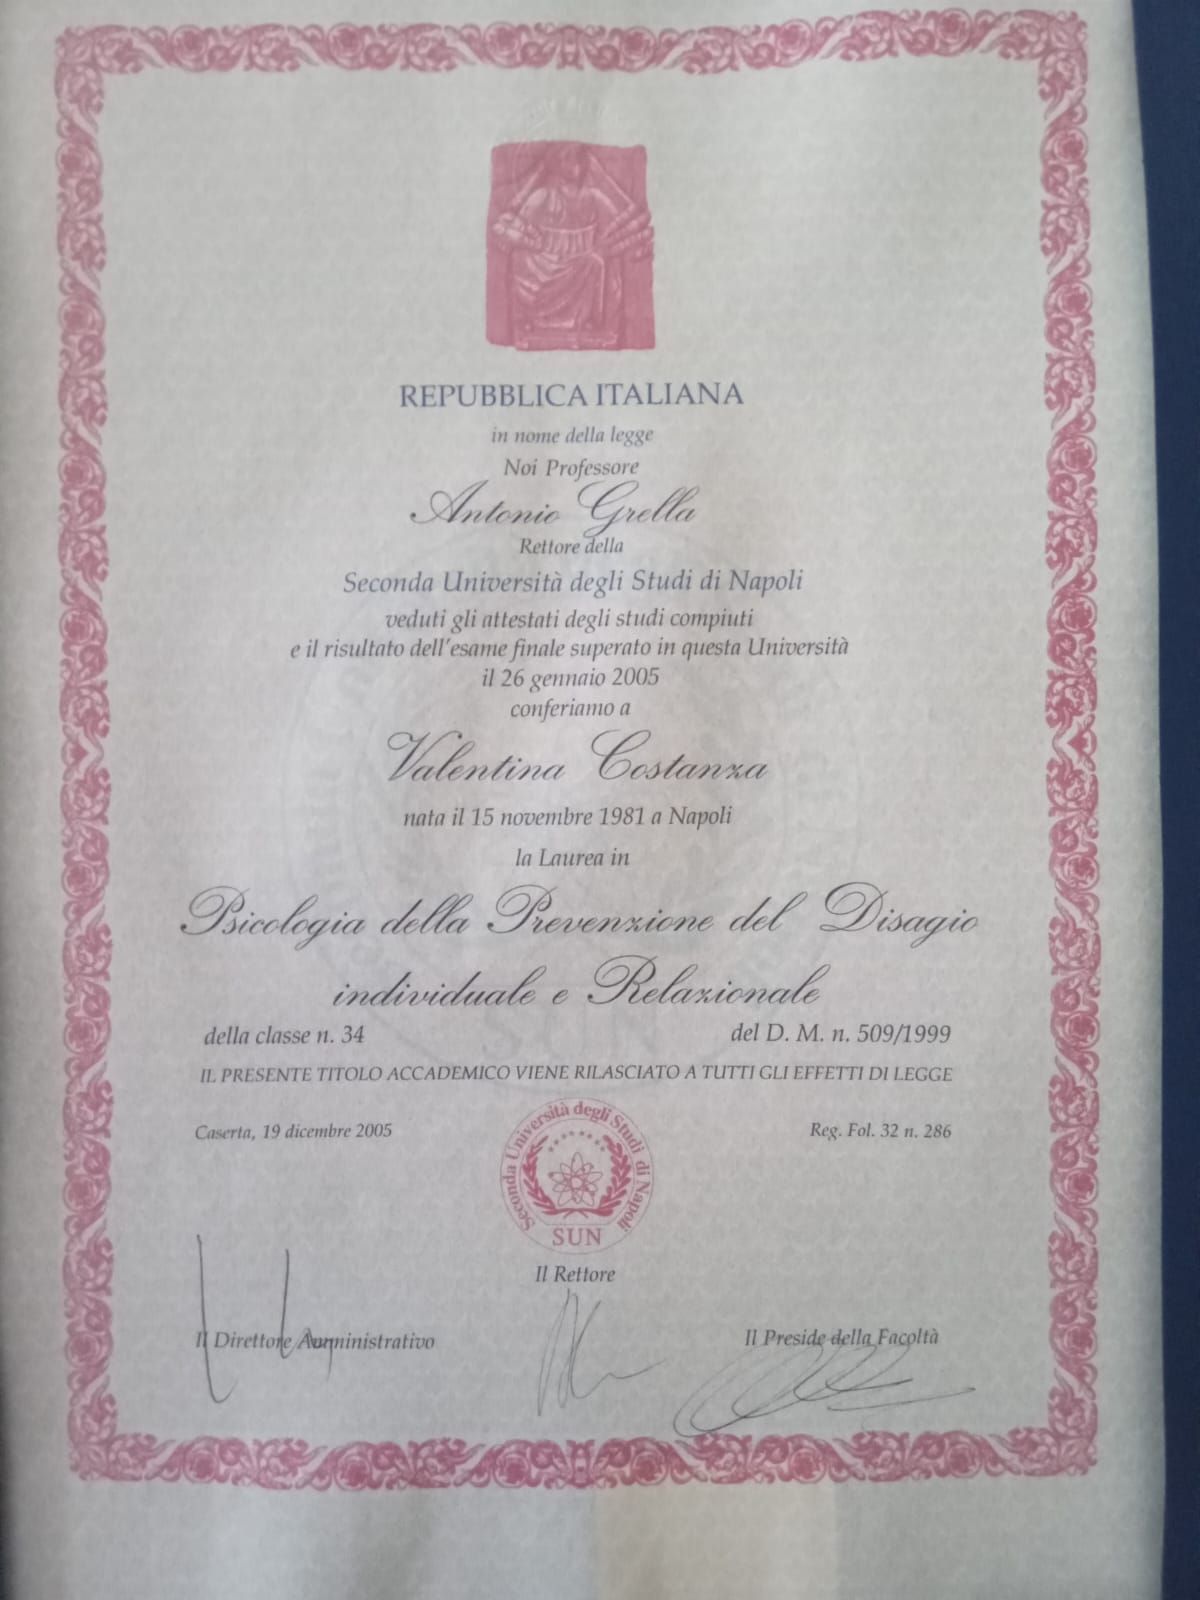 REPUBBLICA ITALIANA
in nome della legge
Noi Professore
Antonio Grella
Rettore della
Seconda Università degli Studi di Napoli
veduti gli attestati degli studi compiuti
e il risultato dell'esame finale superato in questa Università
il 26 gennaio 2005
conferiamo a
Valentina Costanza
nata il 15 novembre 1981 a Napoli
la Laurea in
Psicologia della Prevenzione del Disagio
individuale e Relazionale
della classe n. 34 del D. M. n. 509/1999
IL PRESENTE TITOLO ACCADEMICO VIENE RILASCIATO A TUTTI GLI EFFETTI DI LEGGE
Caserta, 19 dicembre 2005 Reg. Fol. 32 n. 286
Seconda Università degli Studi di Napoli
SUN
Il Rettore
Il Direttore Amministrativo Il Preside della Facoltà